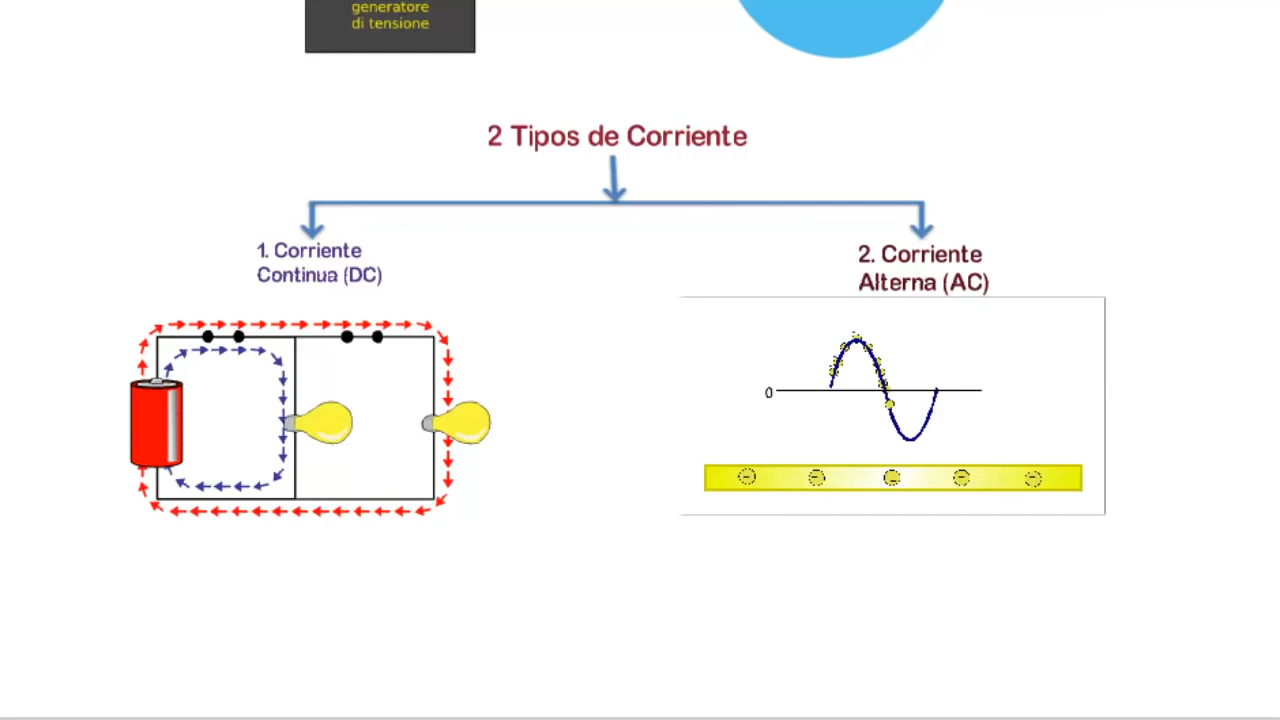 generatore
di tensione
2 Tipos de Corriente
1. Corriente
Continua (DC)
2. Corriente
Alterna (AC)
0